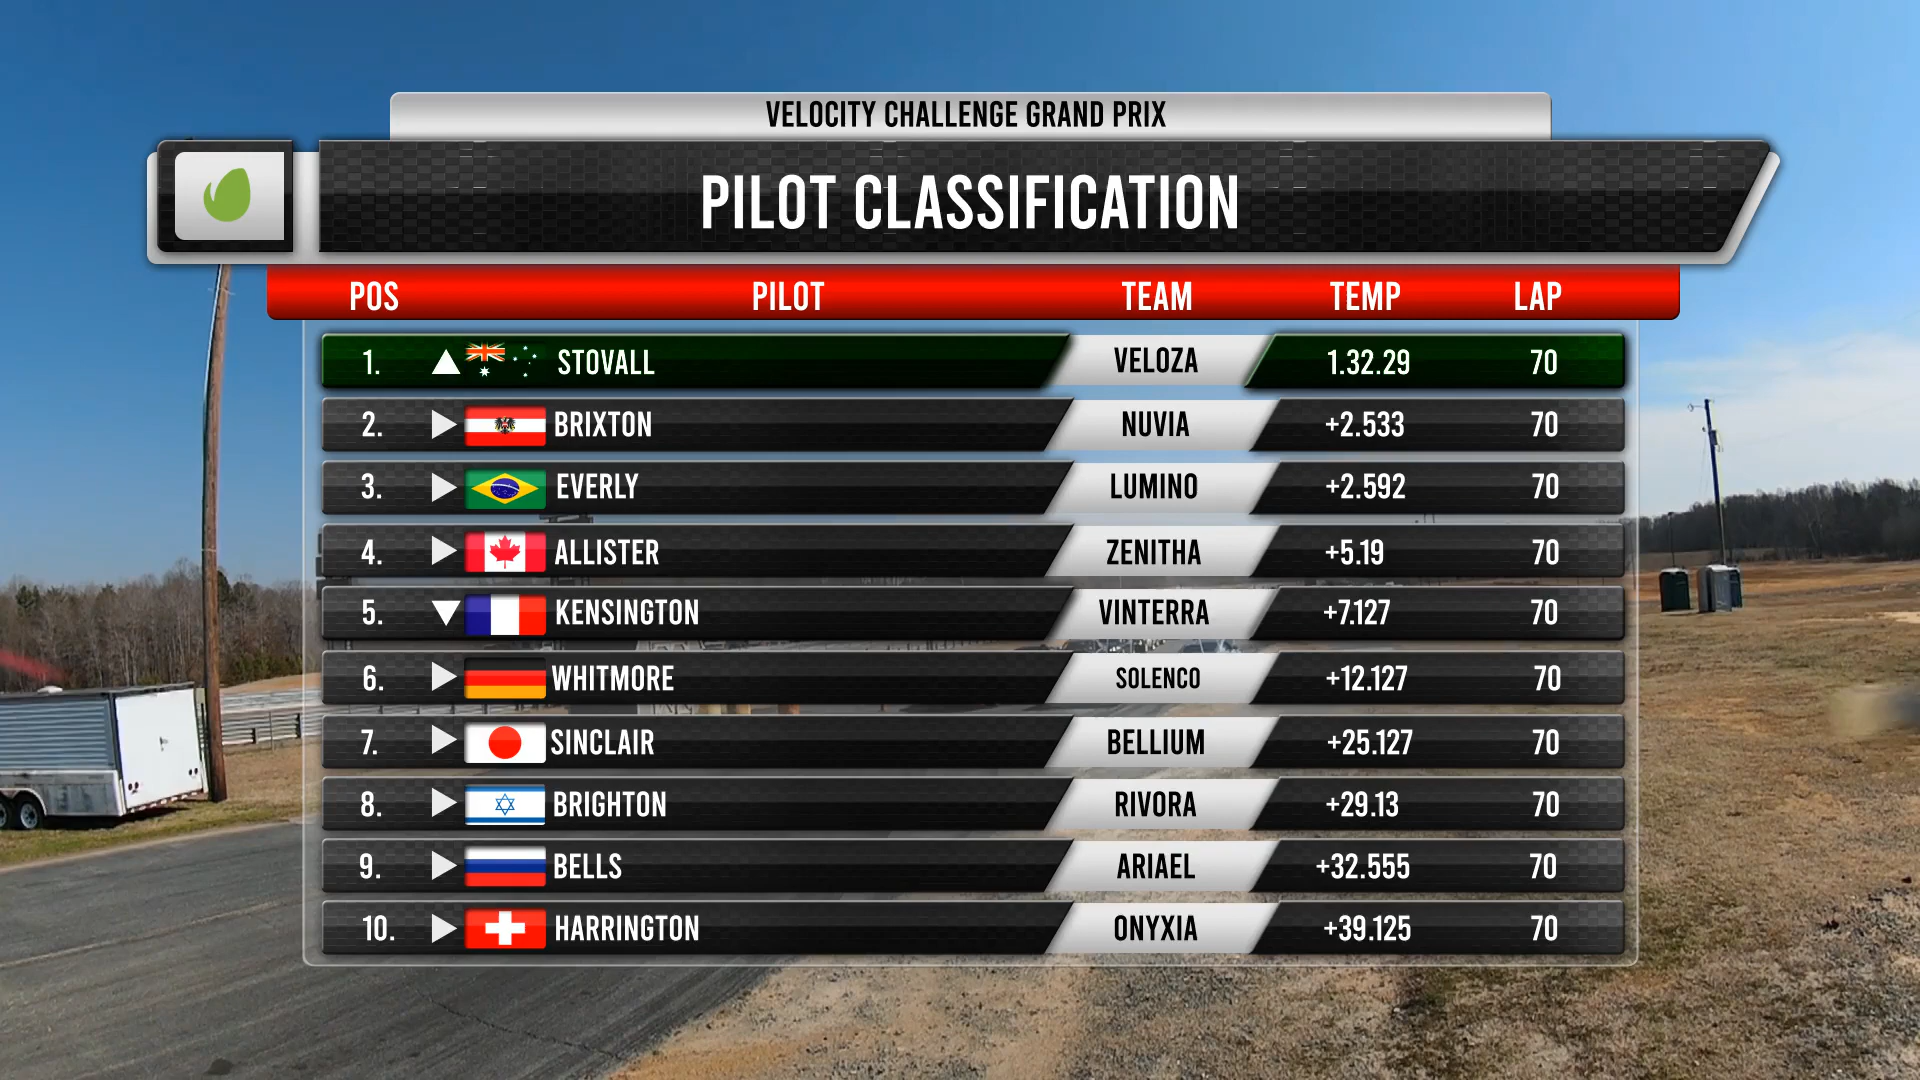 VELOCITY CHALLENGE GRAND PRIX
PILOT CLASSIFICATION
POS PILOT TEAM TEMP LAP
1. STOVALL VELOZA 1.32.29 70
2. BRIXTON NUVIA +2.533 70
3. EVERLY LUMINO +2.592 70
4. ALLISTER ZENITHA +5.19 70
5. KENSINGTON VINTERRA +7.127 70
6. WHITMORE SOLENCO +12.127 70
7. SINCLAIR BELLIUM +25.127 70
8. BRIGHTON RIVORA +29.13 70
9. BELLS ARIAEL +32.555 70
10. HARRINGTON ONYXIA +39.125 70